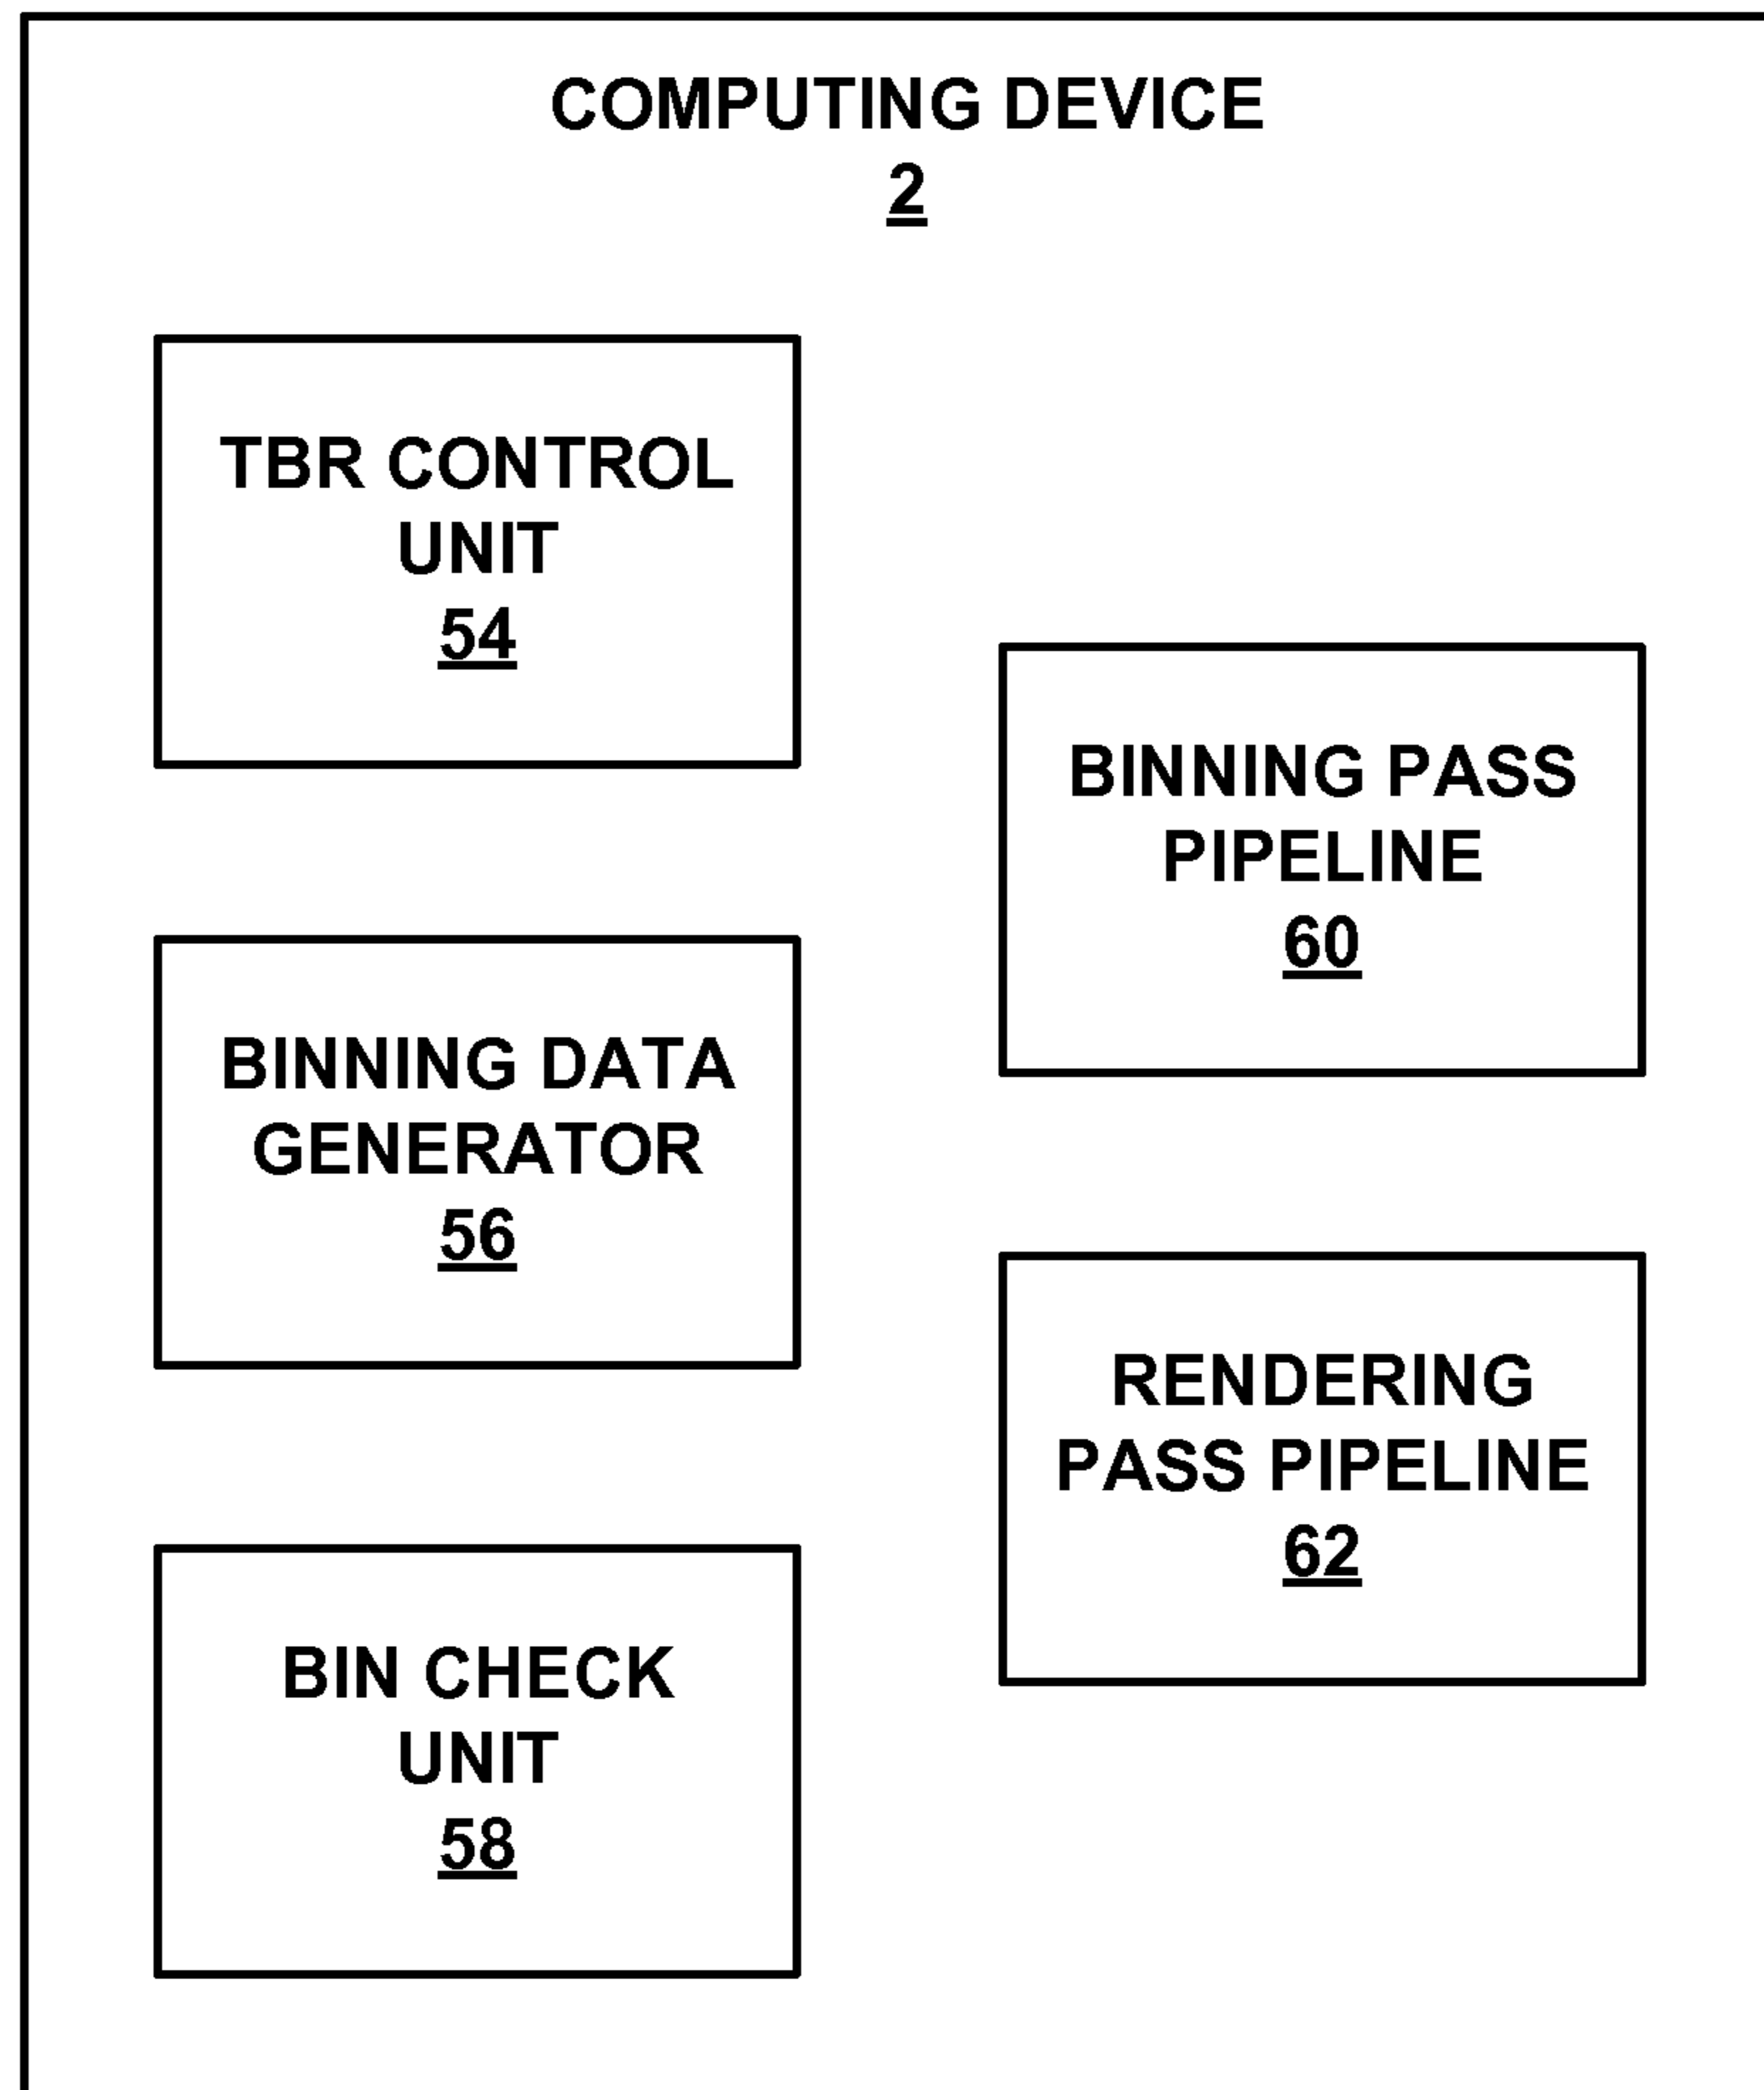 COMPUTING DEVICE
2
TBR CONTROL
UNIT
54
BINNING DATA
GENERATOR
56
BIN CHECK
UNIT
58
BINNING PASS
PIPELINE
60
RENDERING
PASS PIPELINE
62